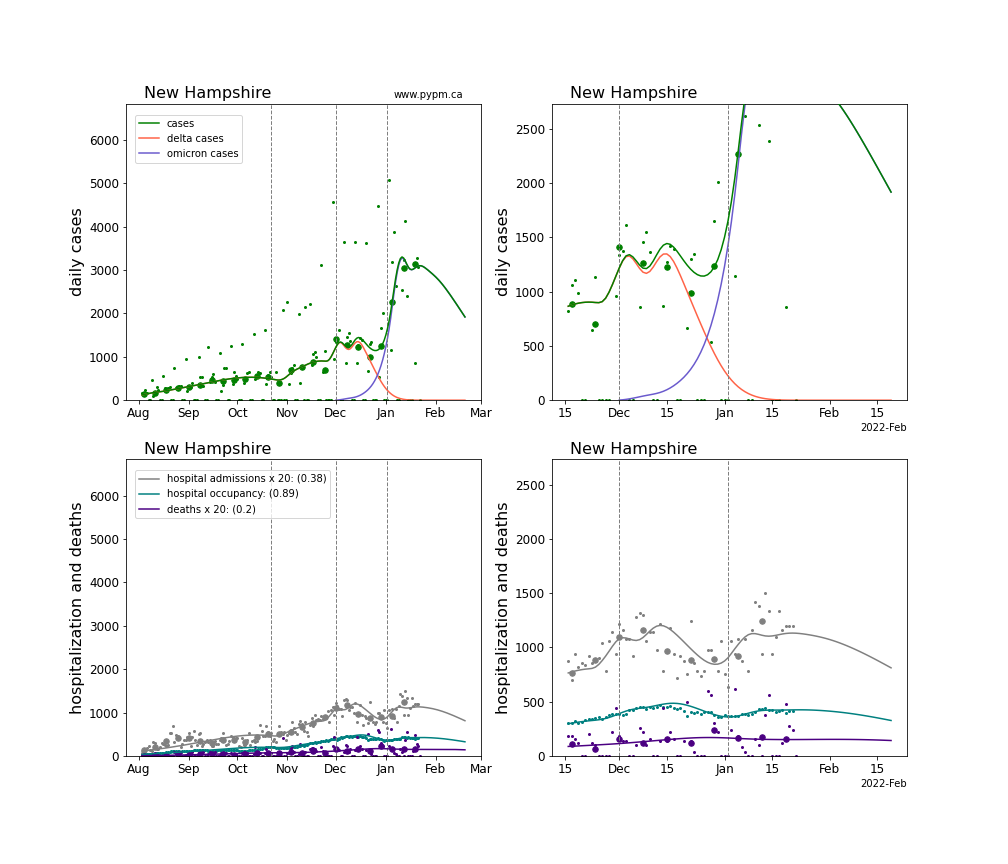 New Hampshire
www.pypm.ca
New Hampshire
daily cases
6000
5000
4000
3000
2000
1000
0
cases
delta cases
omicron cases
Aug Sep Oct Nov Dec Jan Feb Mar
daily cases
2500
2000
1500
1000
500
0
15 Dec 15 Jan 15 Feb 15
2022-Feb
New Hampshire
New Hampshire
hospitalization and deaths
6000
5000
4000
3000
2000
1000
0
hospital admissions x 20: (0.38)
hospital occupancy: (0.89)
deaths x 20: (0.2)
Aug Sep Oct Nov Dec Jan Feb Mar
hospitalization and deaths
2500
2000
1500
1000
500
0
15 Dec 15 Jan 15 Feb 15
2022-Feb